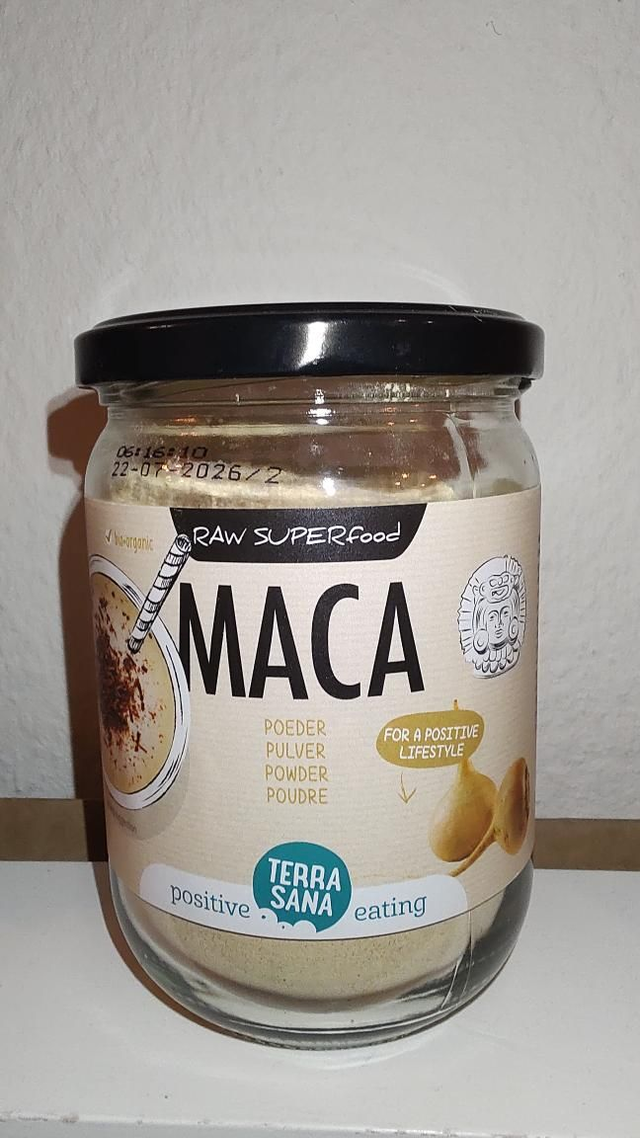 06:16:10
22-07-2026/2
bio•organic
RAW SUPERfood
MACA
POEDER
PULVER
POWDER
POUDRE
FOR A POSITIVE
LIFESTYLE
TERRA
SANA
positive eating